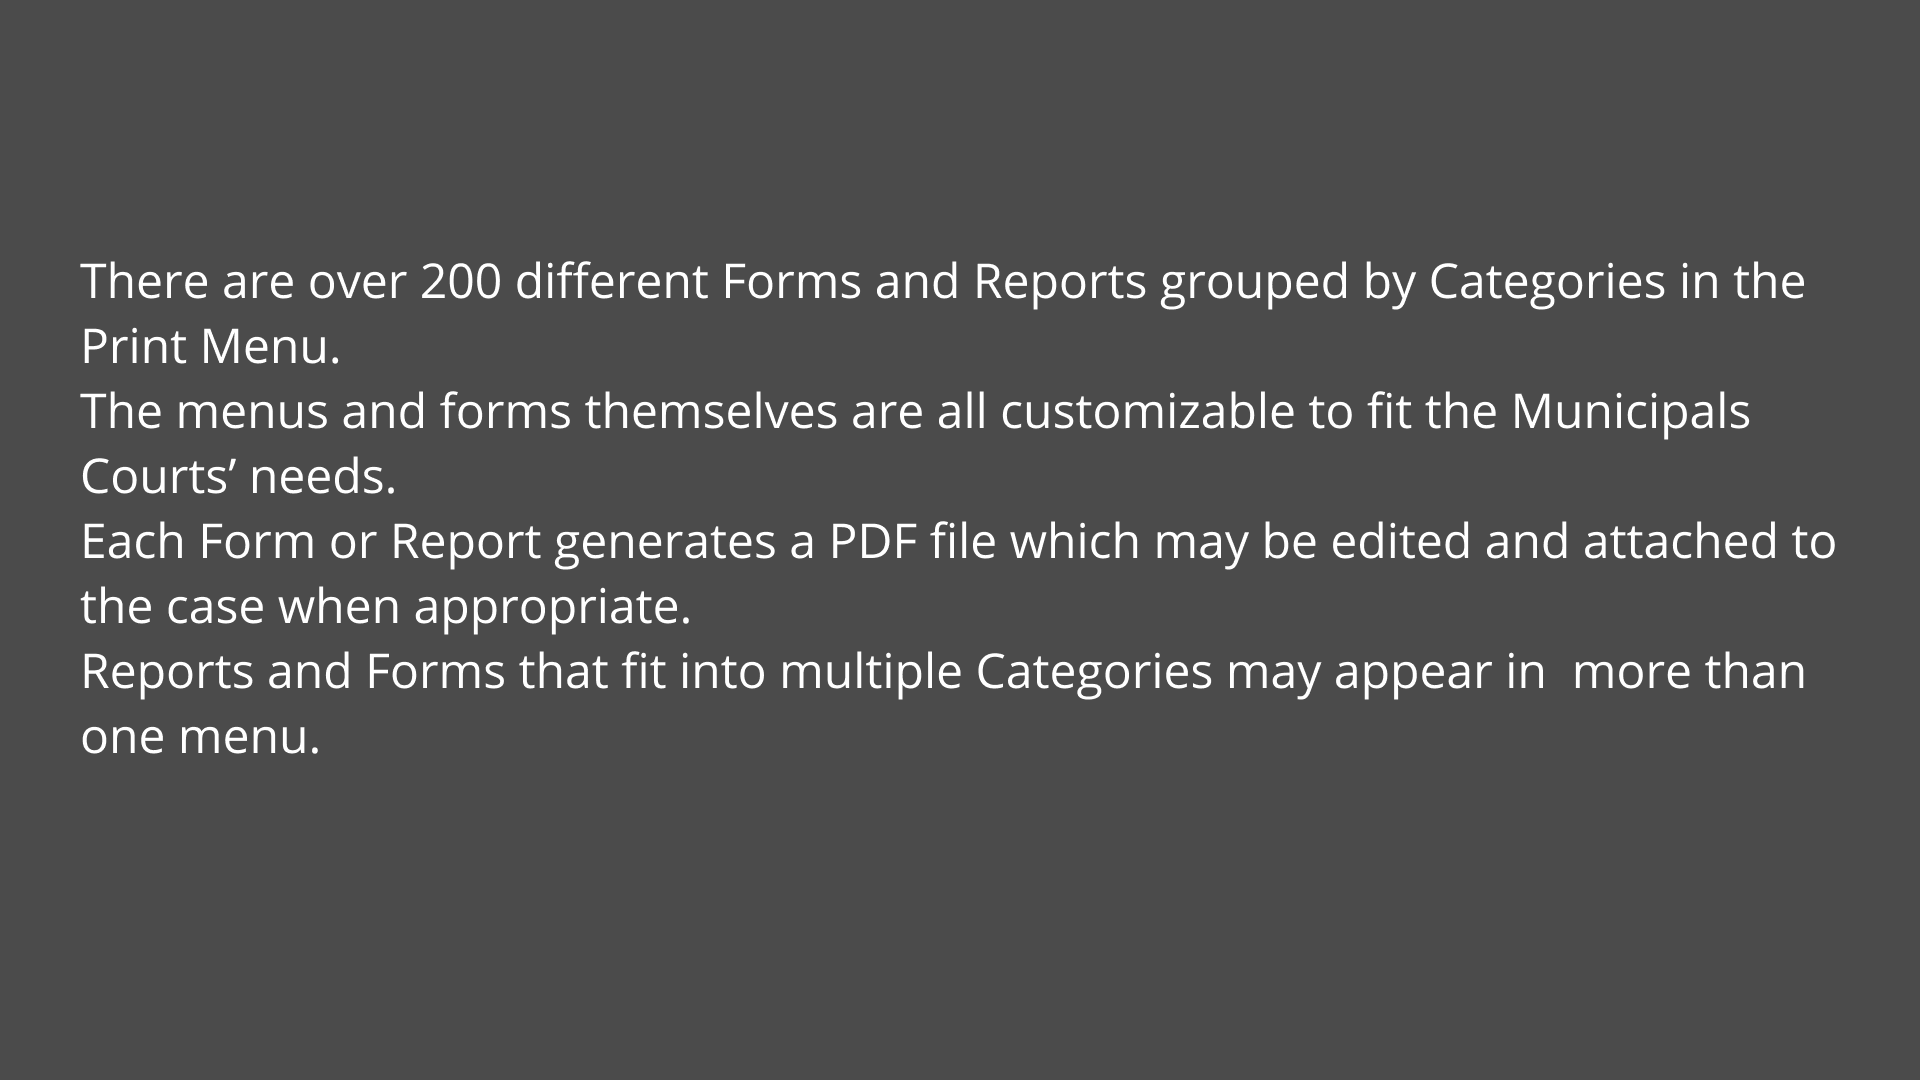 There are over 200 different Forms and Reports grouped by Categories in the
Print Menu.
The menus and forms themselves are all customizable to fit the Municipals
Courts’ needs.
Each Form or Report generates a PDF file which may be edited and attached to
the case when appropriate.
Reports and Forms that fit into multiple Categories may appear in  more than
one menu.